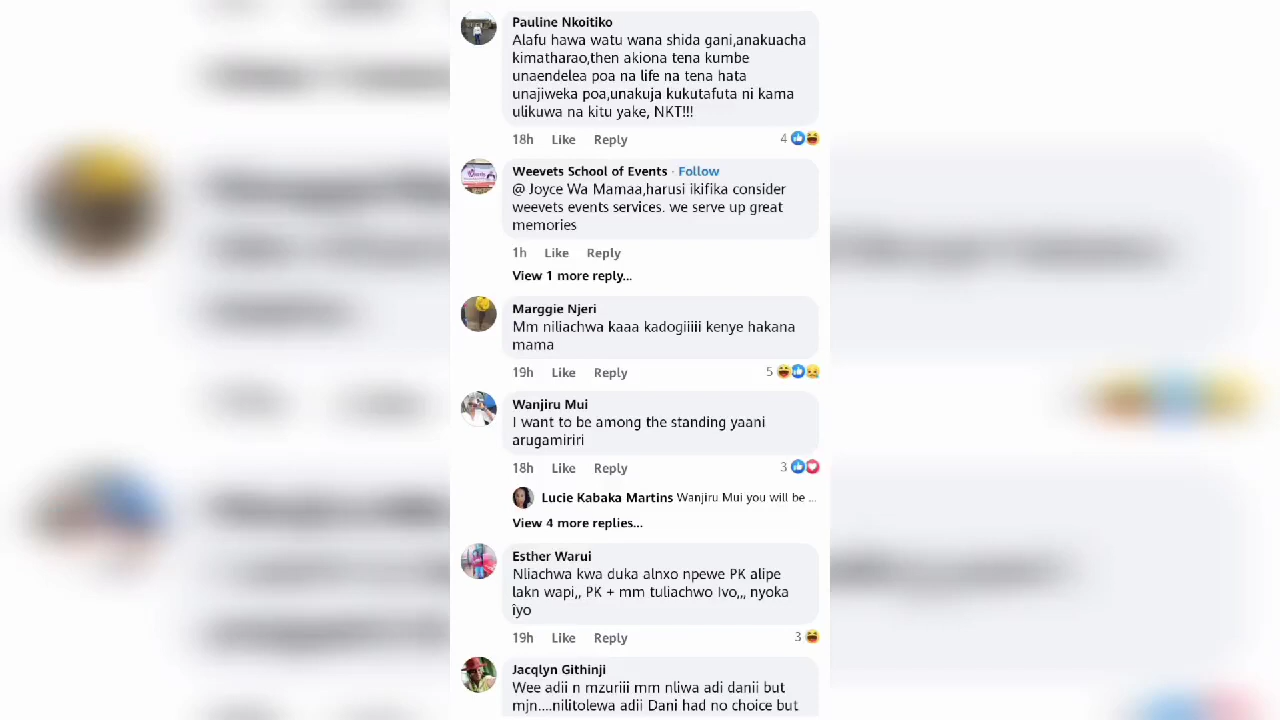 Pauline Nkoitiko
Alafu hawa watu wana shida gani,anakuacha
kimatharao,then akiona tena kumbe
unaendelea poa na life na tena hata
unajiweka poa,unakuja kukutafuta ni kama
ulikuwa na kitu yake, NKT!!!
18h Like Reply 4
Weevets School of Events · Follow
@ Joyce Wa Mamaa,harusi ikifika consider
weevets events services. we serve up great
memories
1h Like Reply
View 1 more reply...
Marggie Njeri
Mm niliachwa kaaa kadogiiiii kenye hakana
mama
19h Like Reply 5
Wanjiru Mui
I want to be among the standing yaani
arugamiriri
18h Like Reply 3
Lucie Kabaka Martins Wanjiru Mui you will be ...
View 4 more replies...
Esther Warui
Nliachwa kwa duka alnxo npewe PK alipe
lakn wapi,, PK + mm tuliachwo Ivo,,, nyoka
îyo
19h Like Reply 3
Jacqlyn Githinji
Wee adii n mzuriii mm nliwa adi danii but
mjn....nilitolewa adii Dani had no choice but